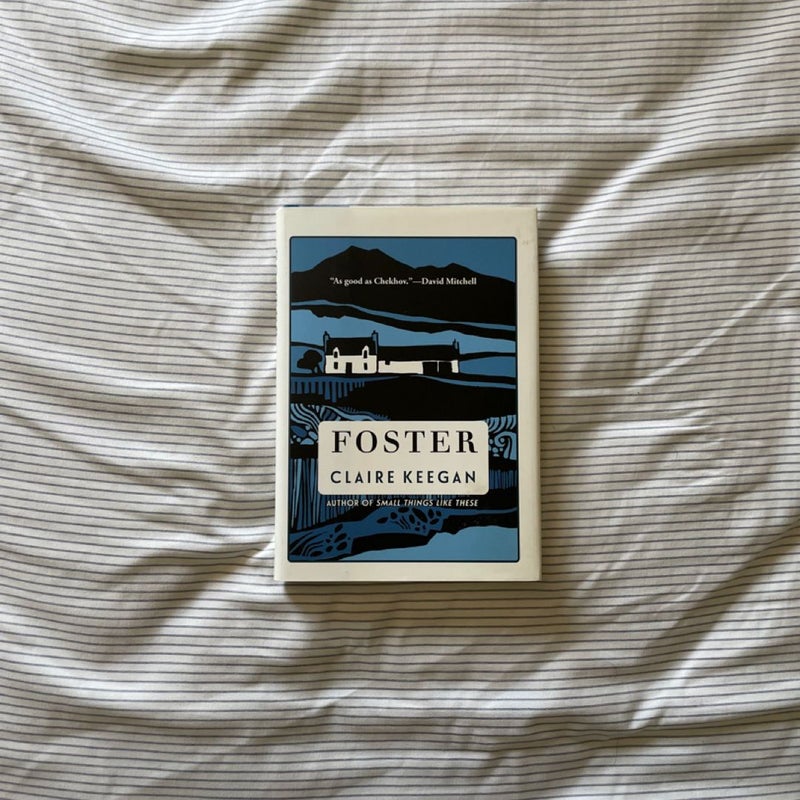 “As good as Chekhov.”—David Mitchell
FOSTER
CLAIRE KEEGAN
AUTHOR OF SMALL THINGS LIKE THESE